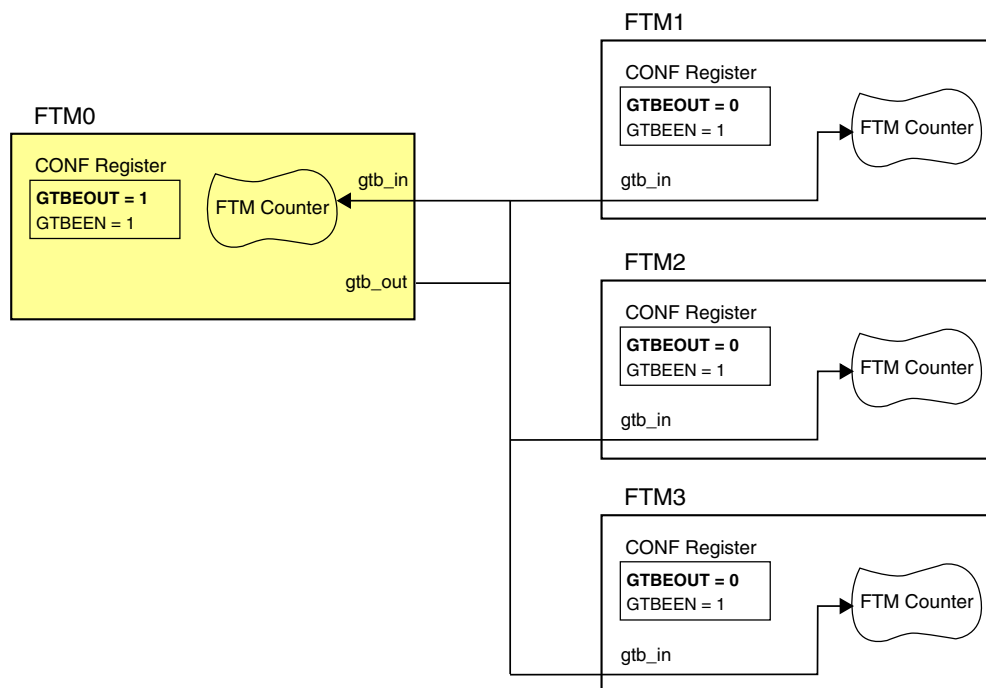 FTM0
CONF Register
GTBEOUT = 1
GTBEEN = 1
FTM Counter
gtb_in
gtb_out
FTM1
CONF Register
GTBEOUT = 0
GTBEEN = 1
FTM Counter
gtb_in
FTM2
CONF Register
GTBEOUT = 0
GTBEEN = 1
FTM Counter
gtb_in
FTM3
CONF Register
GTBEOUT = 0
GTBEEN = 1
FTM Counter
gtb_in